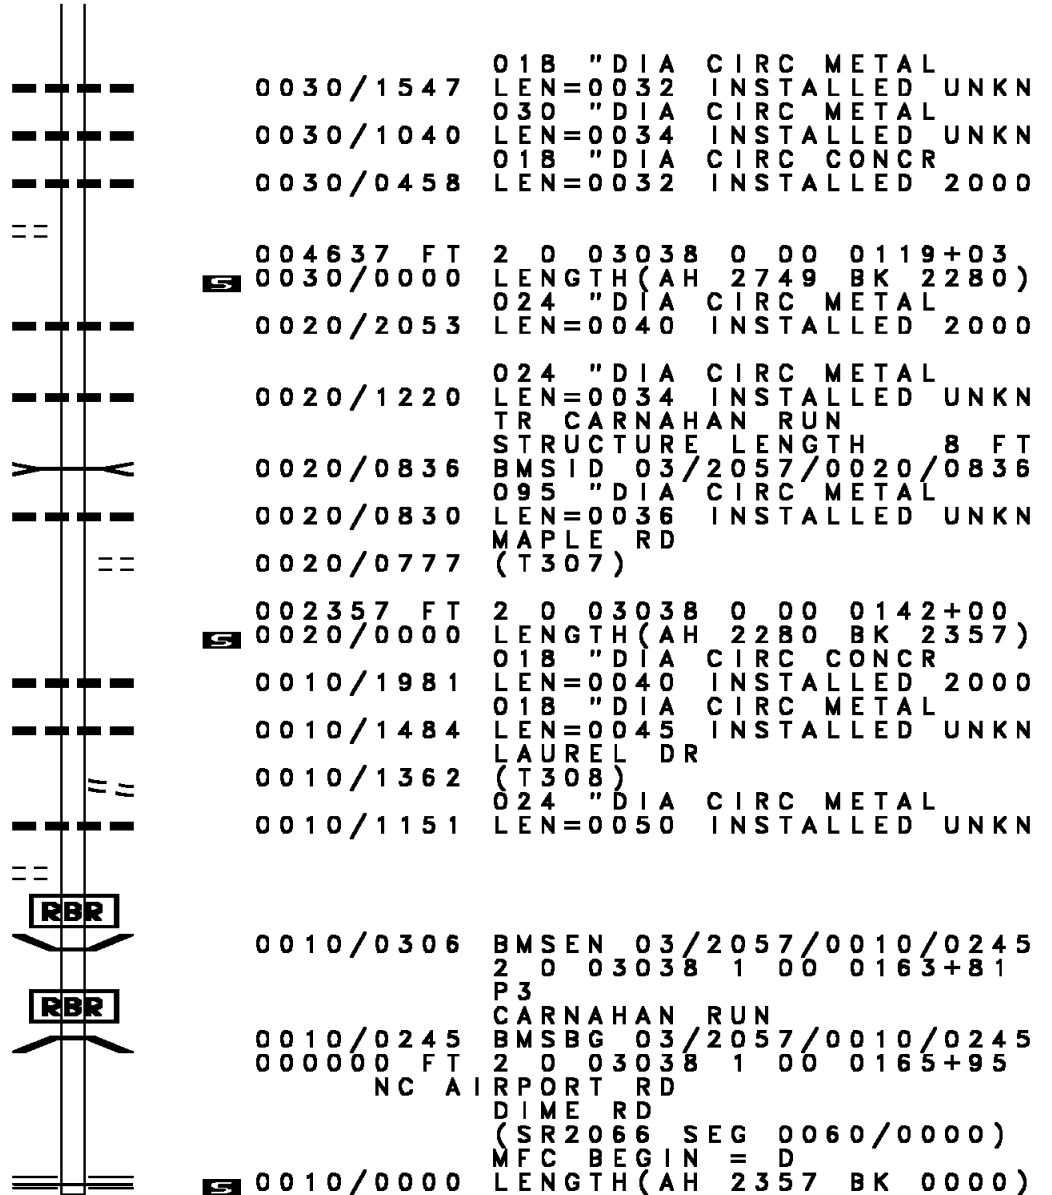 018 "DIA CIRC METAL
0030/1547 LEN=0032 INSTALLED UNKN
030 "DIA CIRC METAL
0030/1040 LEN=0034 INSTALLED UNKN
018 "DIA CIRC CONCR
0030/0458 LEN=0032 INSTALLED 2000
004637 FT 2 0 03038 0 00 0119+03
S 0030/0000 LENGTH(AH 2749 BK 2280)
024 "DIA CIRC METAL
0020/2053 LEN=0040 INSTALLED 2000
024 "DIA CIRC METAL
0020/1220 LEN=0034 INSTALLED UNKN
TR CARNAHAN RUN
STRUCTURE LENGTH 8 FT
0020/0836 BMSID 03/2057/0020/0836
095 "DIA CIRC METAL
0020/0830 LEN=0036 INSTALLED UNKN
MAPLE RD
0020/0777 (T307)
002357 FT 2 0 03038 0 00 0142+00
S 0020/0000 LENGTH(AH 2280 BK 2357)
018 "DIA CIRC CONCR
0010/1981 LEN=0040 INSTALLED 2000
018 "DIA CIRC METAL
0010/1484 LEN=0045 INSTALLED UNKN
LAUREL DR
0010/1362 (T308)
024 "DIA CIRC METAL
0010/1151 LEN=0050 INSTALLED UNKN
RBR
0010/0306 BMSEN 03/2057/0010/0245
2 0 03038 1 00 0163+81
P3
RBR
CARNAHAN RUN
0010/0245 BMSBG 03/2057/0010/0245
000000 FT 2 0 03038 1 00 0165+95
NC AIRPORT RD
DIME RD
(SR2066 SEG 0060/0000)
MFC BEGIN = D
S 0010/0000 LENGTH(AH 2357 BK 0000)